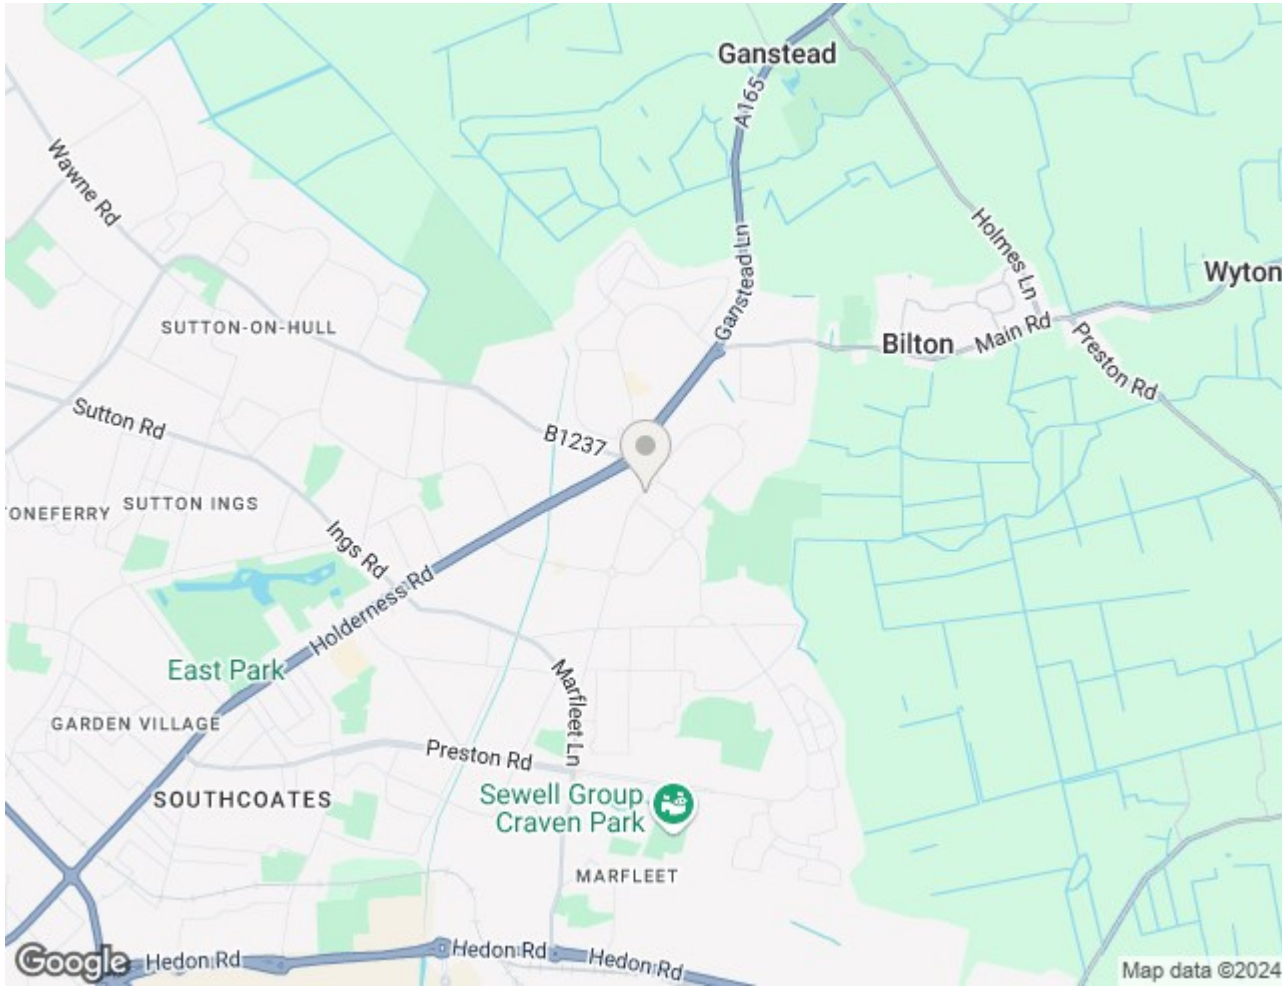 Ganstead
A165
Wawne Rd
Holmes Ln
Ganstead Ln
Wyton
SUTTON-ON-HULL
Bilton
Main Rd
Preston Rd
Sutton Rd
B1237
SUTTON INGS
TONEFERRY
Ings Rd
Holderness Rd
East Park
Marfleet Ln
GARDEN VILLAGE
Preston Rd
SOUTHCOATES
Sewell Group
Craven Park
MARFLEET
Hedon Rd
Hedon Rd
Hedon Rd
Google
Map data ©2024